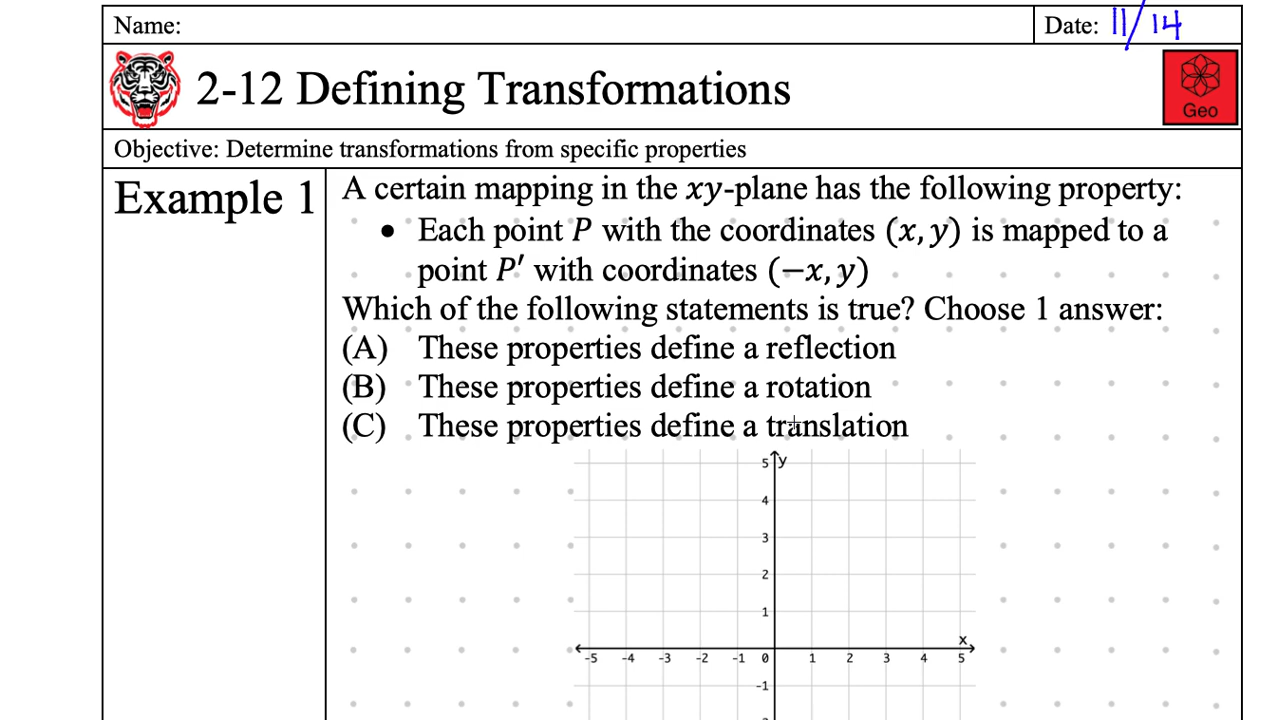 Name:
Date: 11/14
2-12 Defining Transformations
Geo
Objective: Determine transformations from specific properties
Example 1
A certain mapping in the xy-plane has the following property:
• Each point P with the coordinates (x, y) is mapped to a
point P′ with coordinates (−x, y)
Which of the following statements is true? Choose 1 answer:
(A) These properties define a reflection
(B) These properties define a rotation
(C) These properties define a translation
5 y
4
3
2
1
x
-5 -4 -3 -2 -1 0 1 2 3 4 5
-1